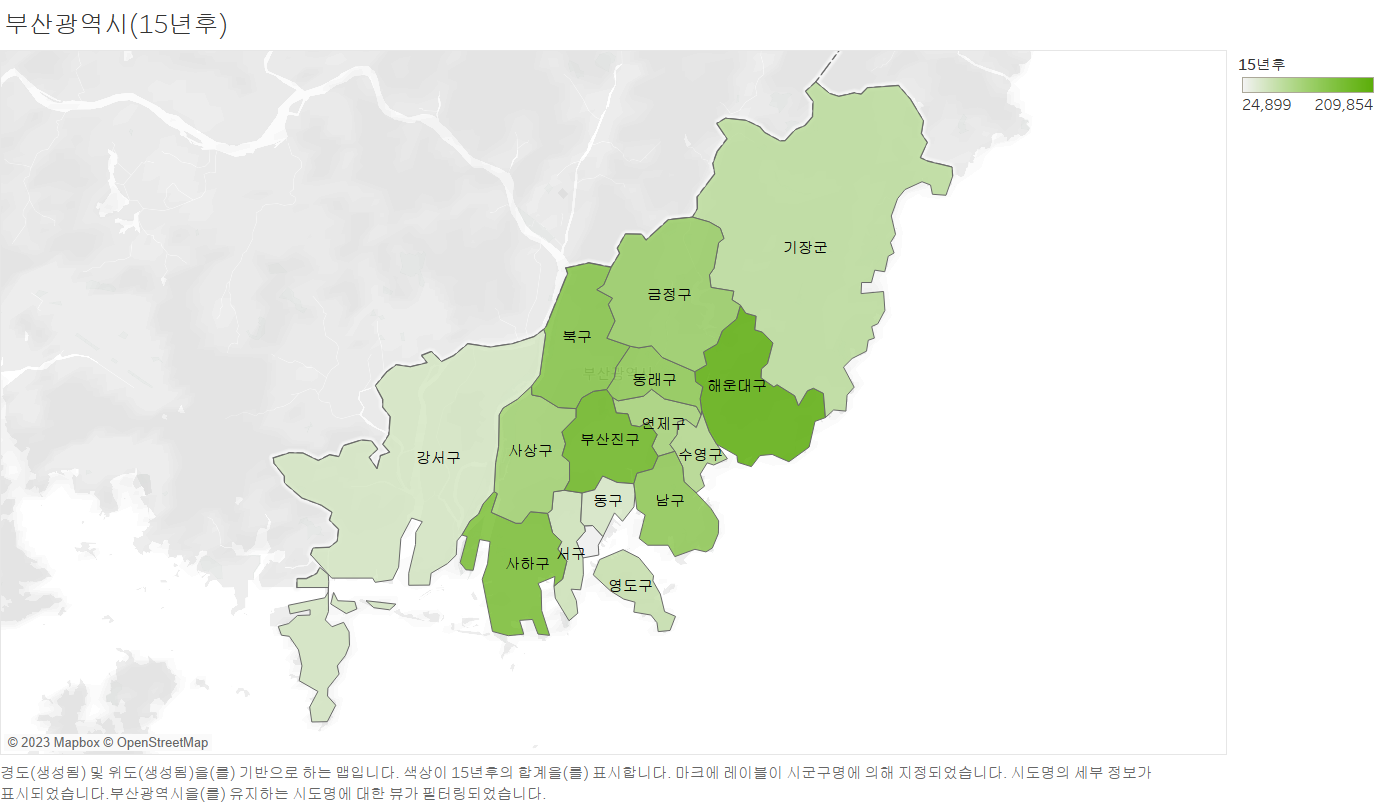 부산광역시(15년후)
15년후
24,899 209,854
기장군
금정구
북구
동래구
해운대구
연제구
부산진구
사상구
수영구
강서구
동구
남구
서구
사하구
영도구
© 2023 Mapbox © OpenStreetMap
경도(생성됨) 및 위도(생성됨)을(를) 기반으로 하는 맵입니다. 색상이 15년후의 합계을(를) 표시합니다. 마크에 레이블이 시군구명에 의해 지정되었습니다. 시도명의 세부 정보가
표시되었습니다.부산광역시을(를) 유지하는 시도명에 대한 뷰가 필터링되었습니다.